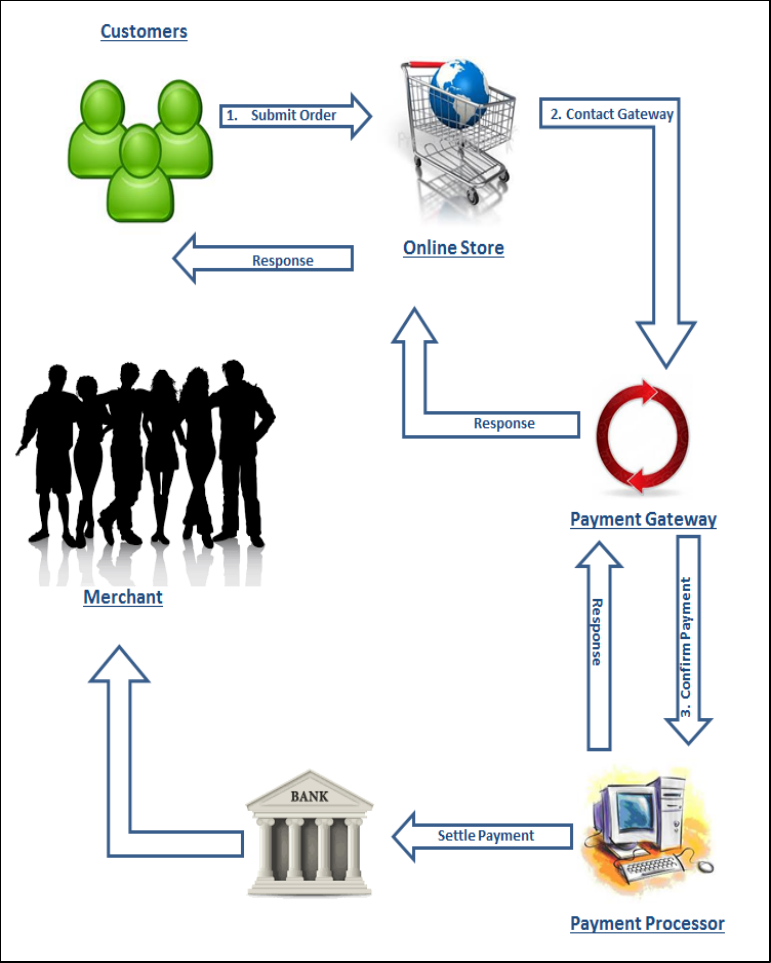 Customers
1. Submit Order
2. Contact Gateway
Online Store
Response
Response
Payment Gateway
Merchant
Response
3. Confirm Payment
BANK
Settle Payment
Payment Processor